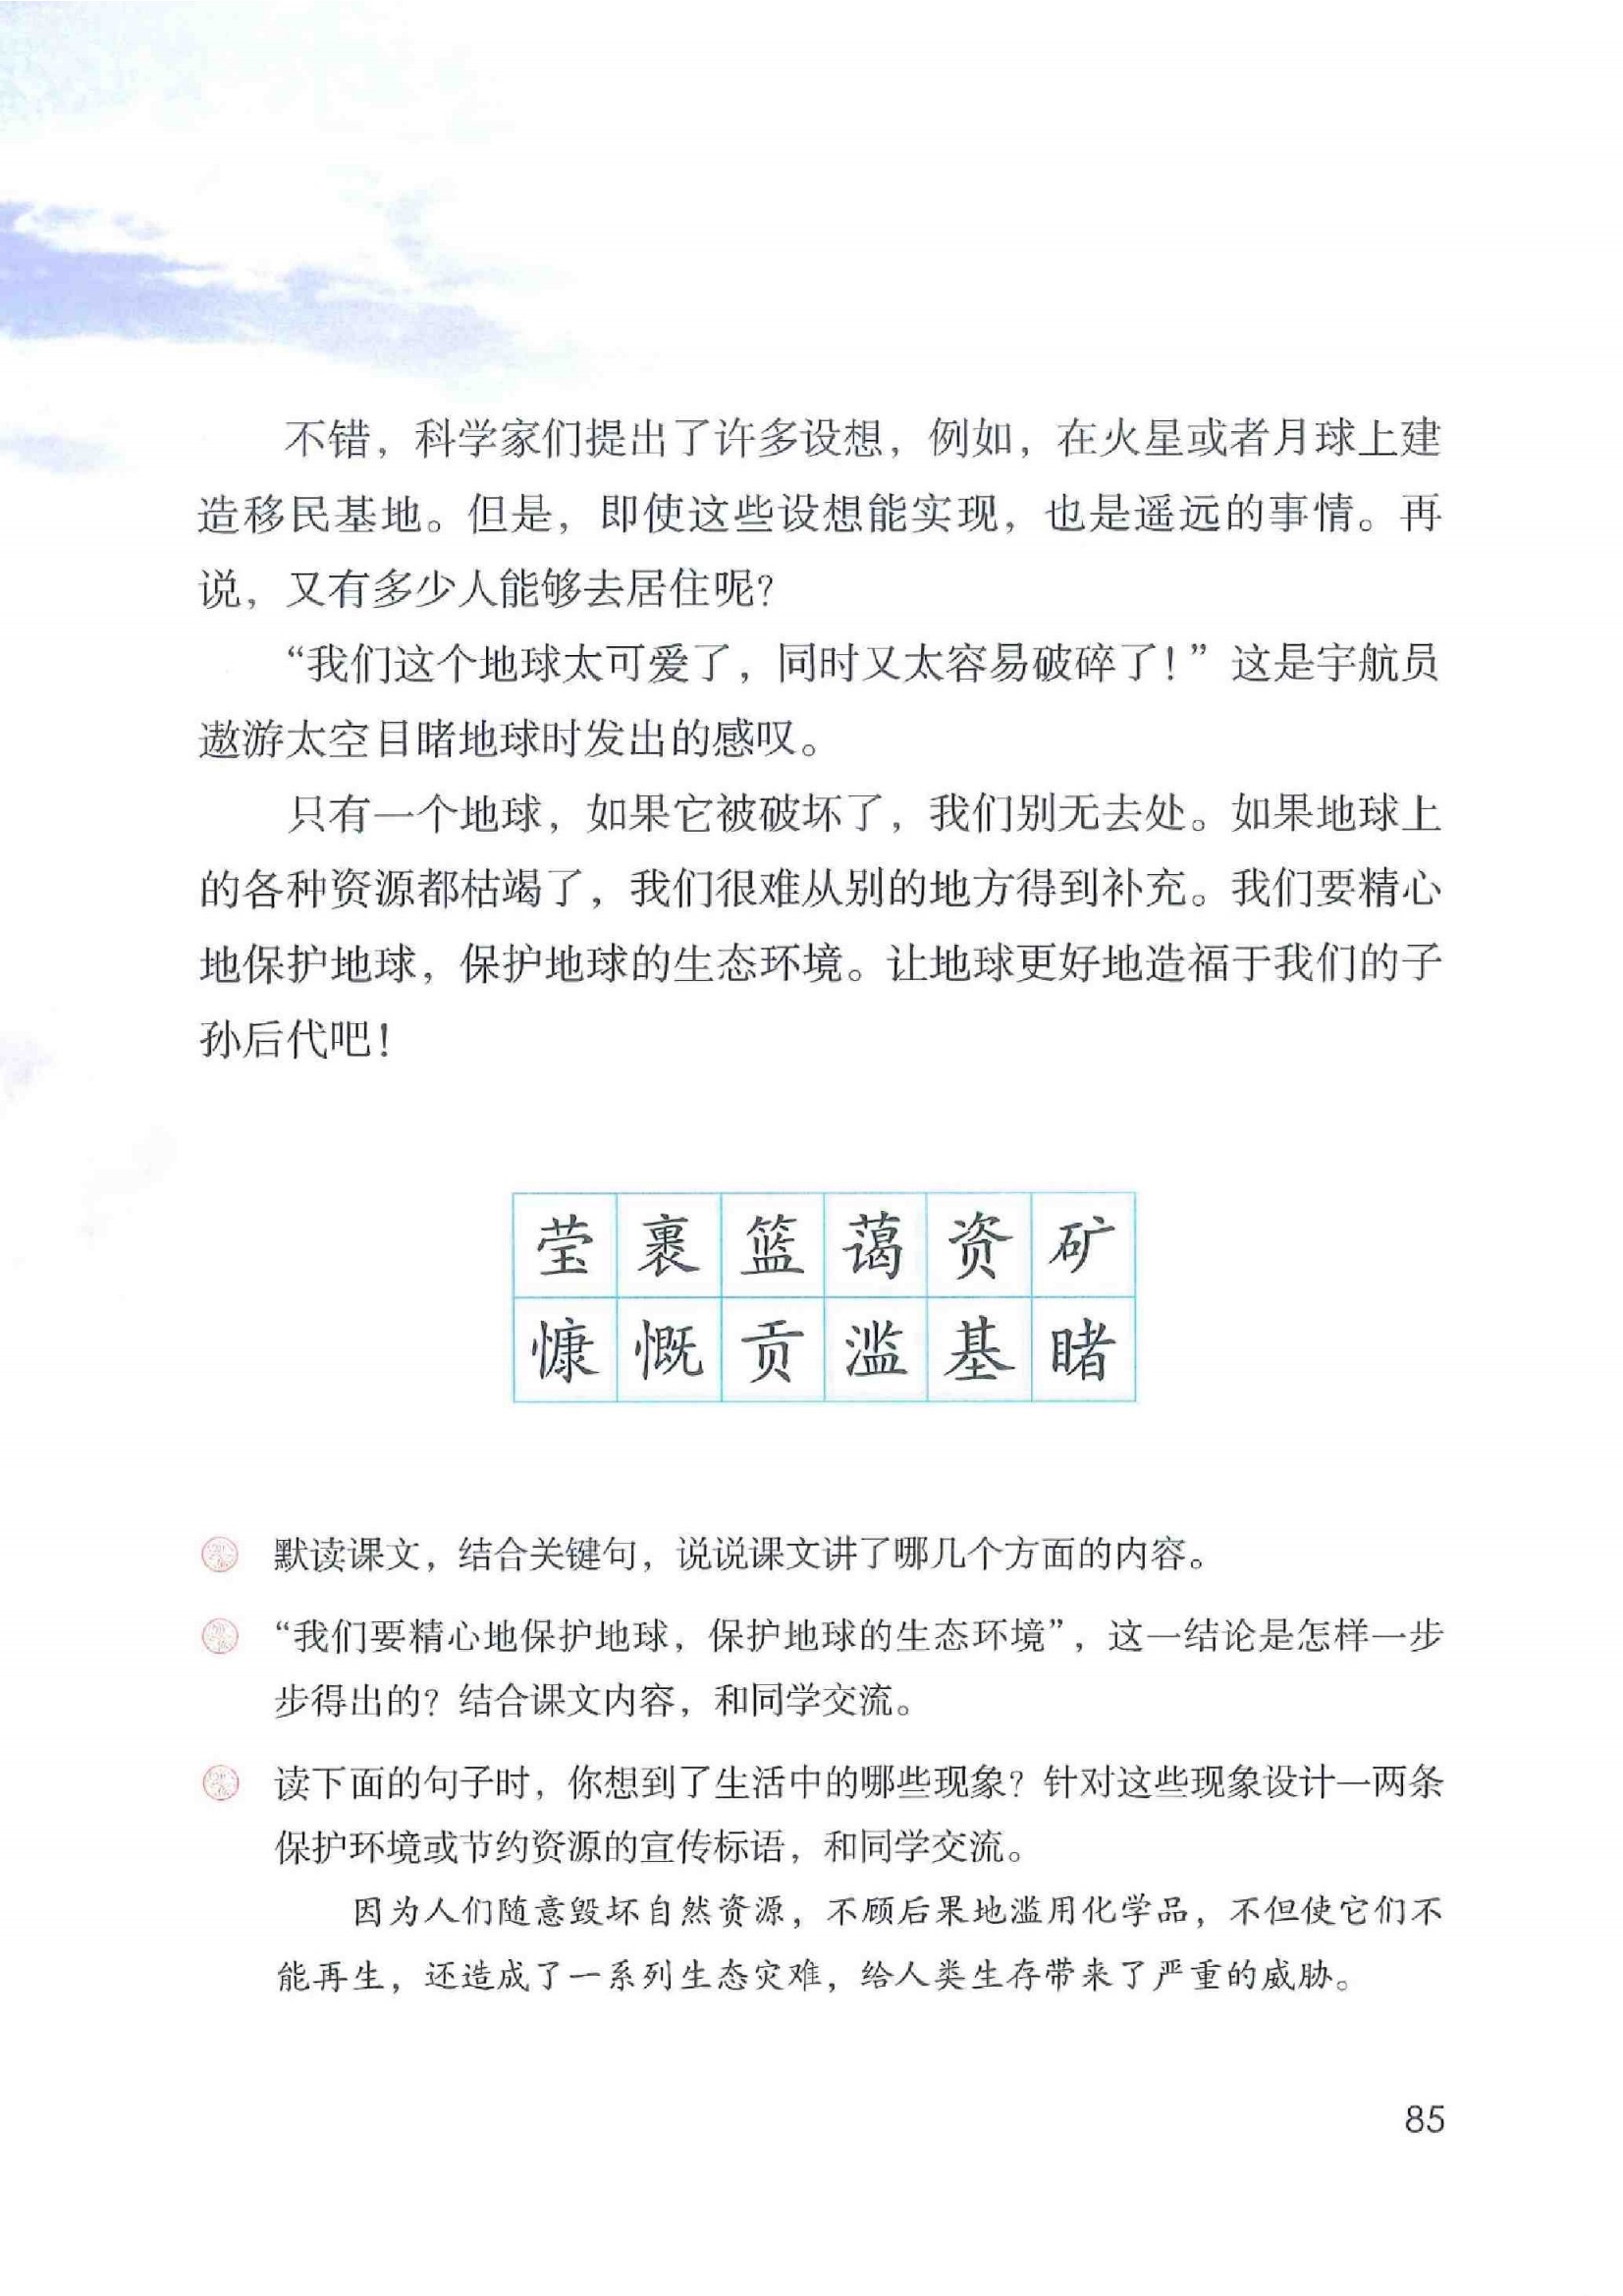 不错，科学家们提出了许多设想，例如，在火星或者月球上建
造移民基地。但是，即使这些设想能实现，也是遥远的事情。再
说，又有多少人能够去居住呢？
“我们这个地球太可爱了，同时又太容易破碎了！”这是宇航员
遨游太空目睹地球时发出的感叹。
只有一个地球，如果它被破坏了，我们别无去处。如果地球上
的各种资源都枯竭了，我们很难从别的地方得到补充。我们要精心
地保护地球，保护地球的生态环境。让地球更好地造福于我们的子
孙后代吧！
莹 裹 篮 蔼 资 矿
慷 慨 贡 滥 基 睹
默读课文，结合关键句，说说课文讲了哪几个方面的内容。
“我们要精心地保护地球，保护地球的生态环境”，这一结论是怎样一步
步得出的？结合课文内容，和同学交流。
读下面的句子时，你想到了生活中的哪些现象？针对这些现象设计一两条
保护环境或节约资源的宣传标语，和同学交流。
因为人们随意毁坏自然资源，不顾后果地滥用化学品，不但使它们不
能再生，还造成了一系列生态灾难，给人类生存带来了严重的威胁。
85